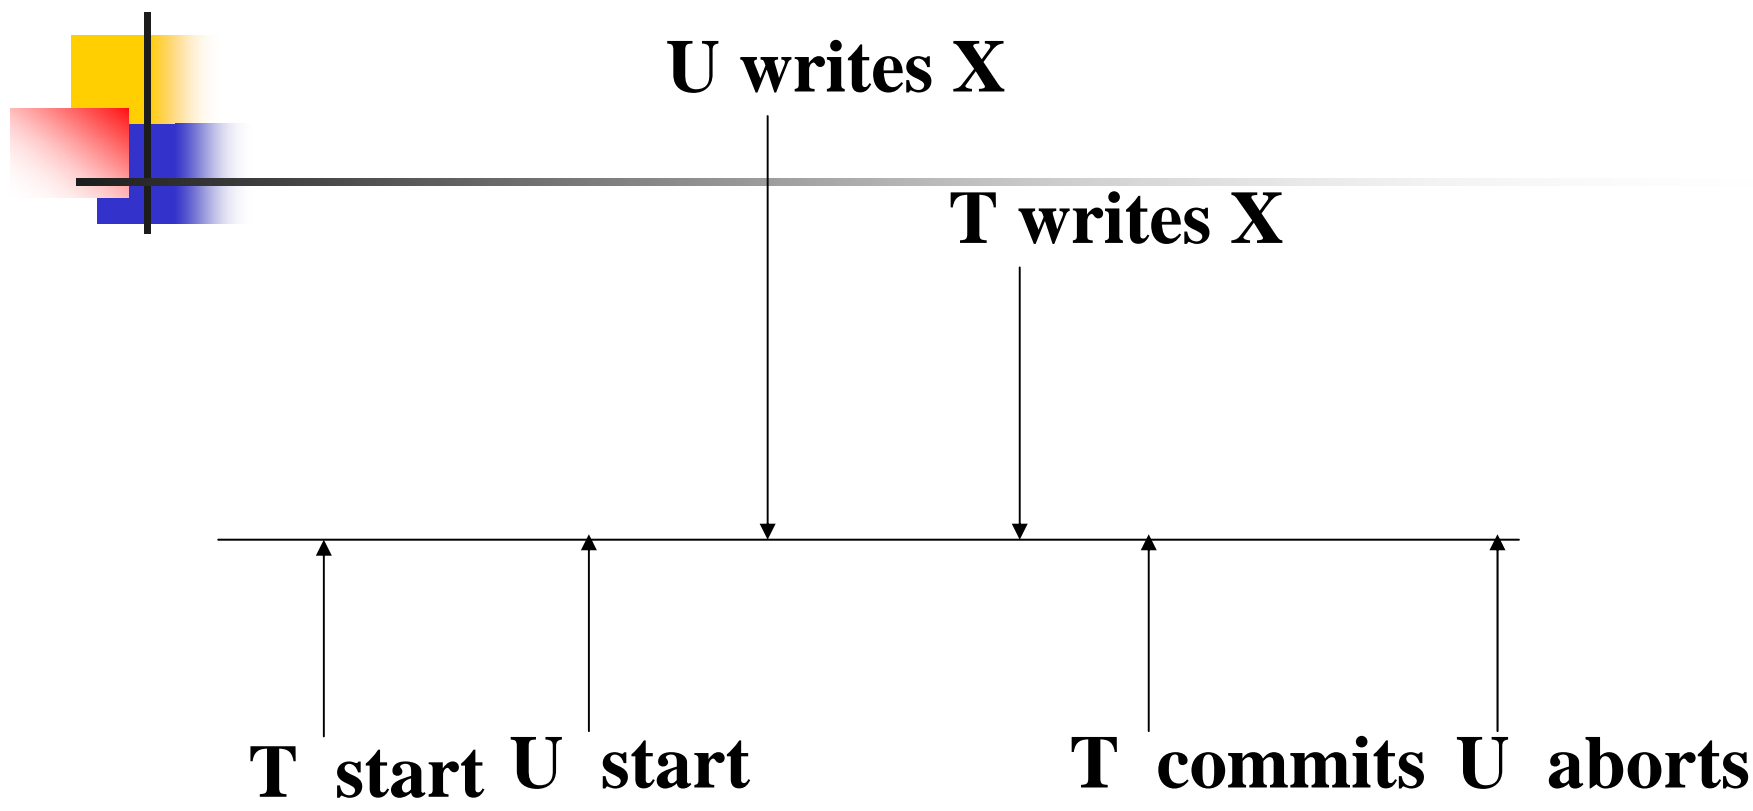 U writes X
T writes X
T start
U start
T commits
U aborts